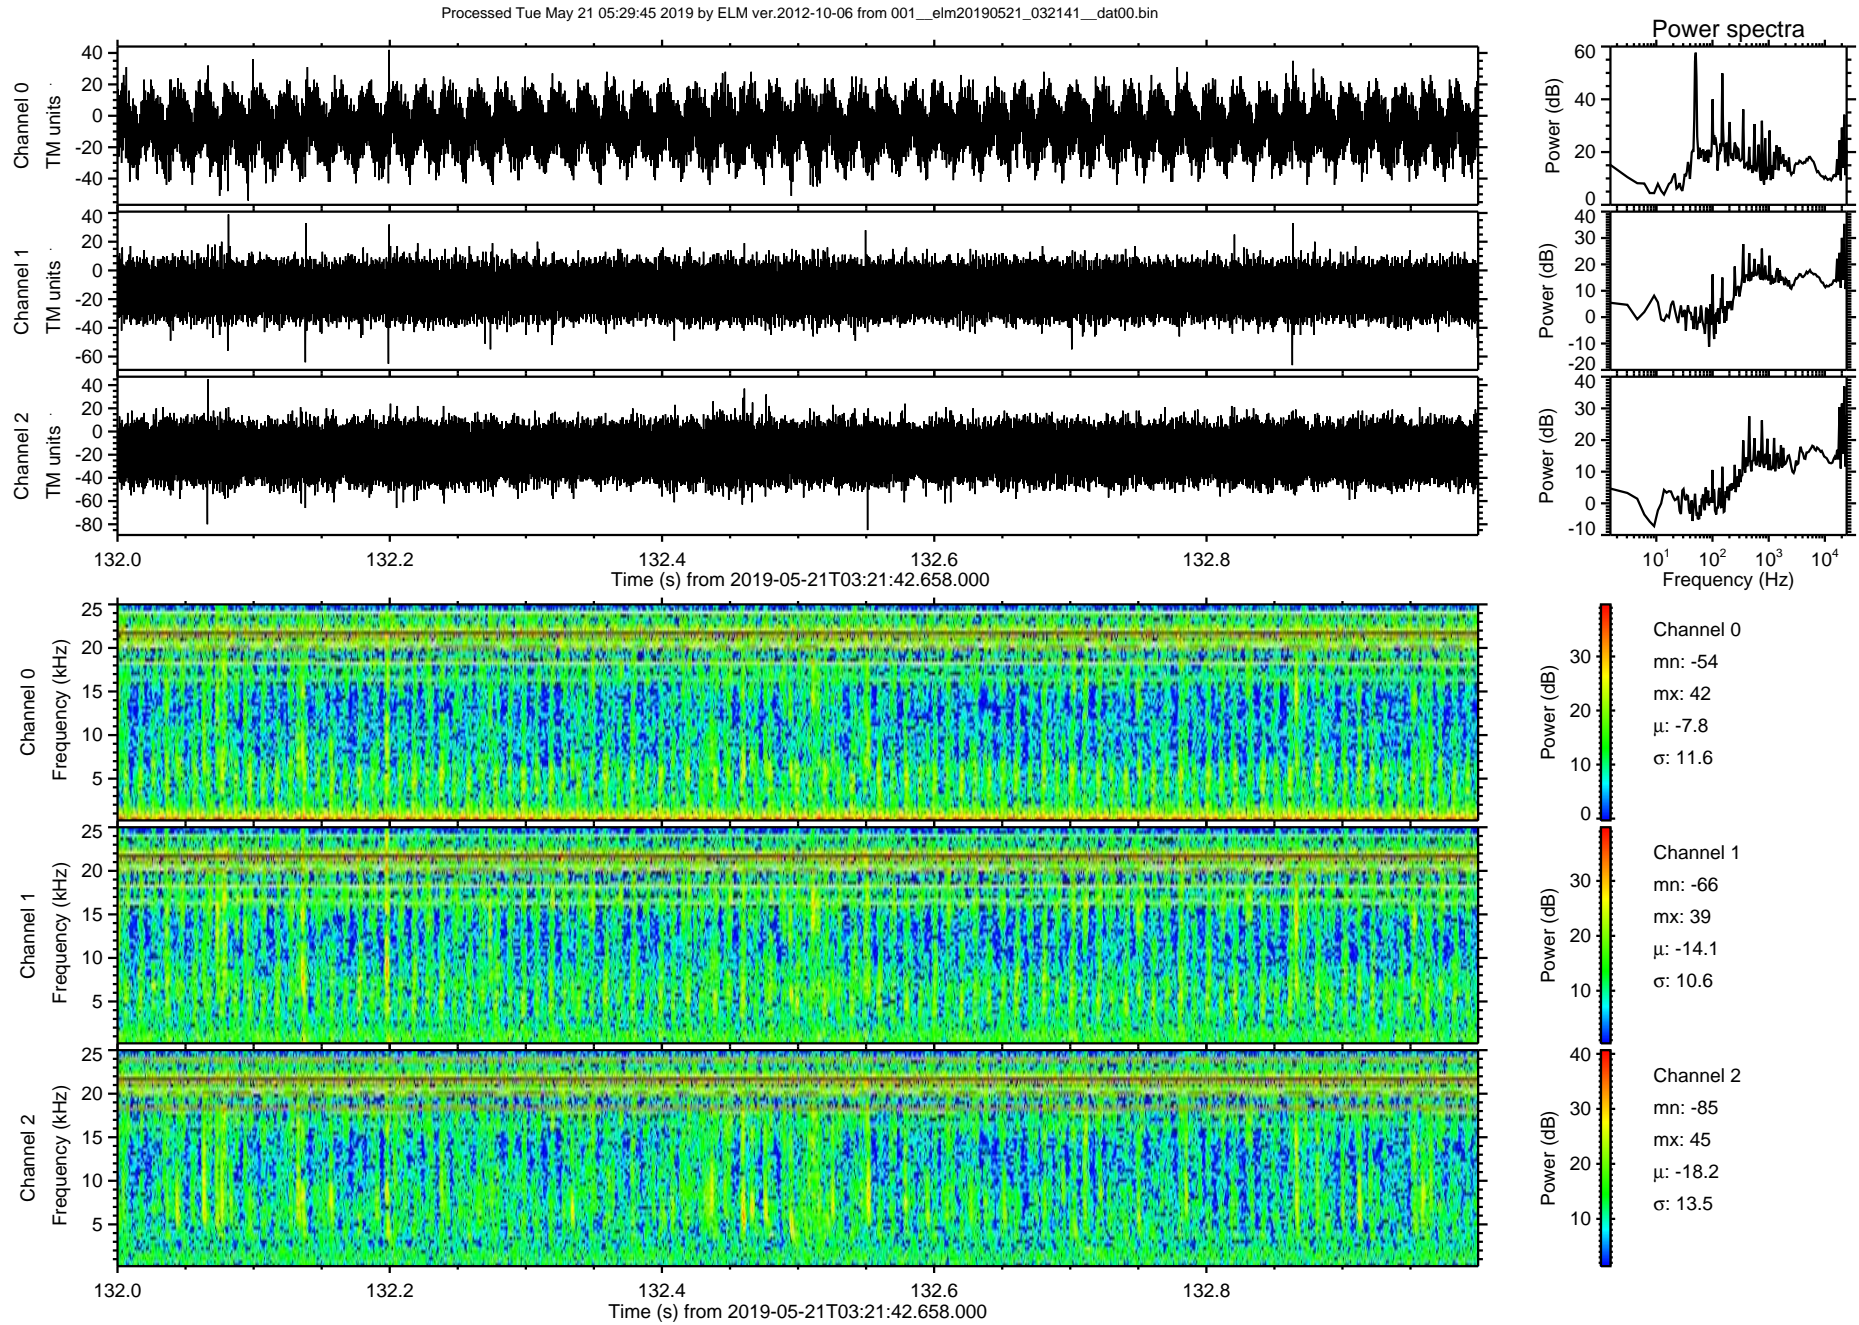 Processed Tue May 21 05:29:45 2019 by ELM ver.2012-10-06 from 001__elm20190521_032141__dat00.bin
Power spectra
Channel 0
TM units
40
20
0
-20
-40
Power (dB)
60
40
20
0
Channel 1
TM units
40
20
0
-20
-40
-60
Power (dB)
40
30
20
10
0
-10
-20
Channel 2
TM units
40
20
0
-20
-40
-60
-80
Power (dB)
40
30
20
10
0
-10
132.0 132.2 132.4 132.6 132.8
Time (s) from 2019-05-21T03:21:42.658.000
10¹ 10² 10³ 10⁴
Frequency (Hz)
Channel 0
Frequency (kHz)
25
20
15
10
5
Power (dB)
30
20
10
0
Channel 0
mn: -54
mx: 42
μ: -7.8
σ: 11.6
Channel 1
Frequency (kHz)
25
20
15
10
5
Power (dB)
30
20
10
Channel 1
mn: -66
mx: 39
μ: -14.1
σ: 10.6
Channel 2
Frequency (kHz)
25
20
15
10
5
Power (dB)
40
30
20
10
Channel 2
mn: -85
mx: 45
μ: -18.2
σ: 13.5
132.0 132.2 132.4 132.6 132.8
Time (s) from 2019-05-21T03:21:42.658.000